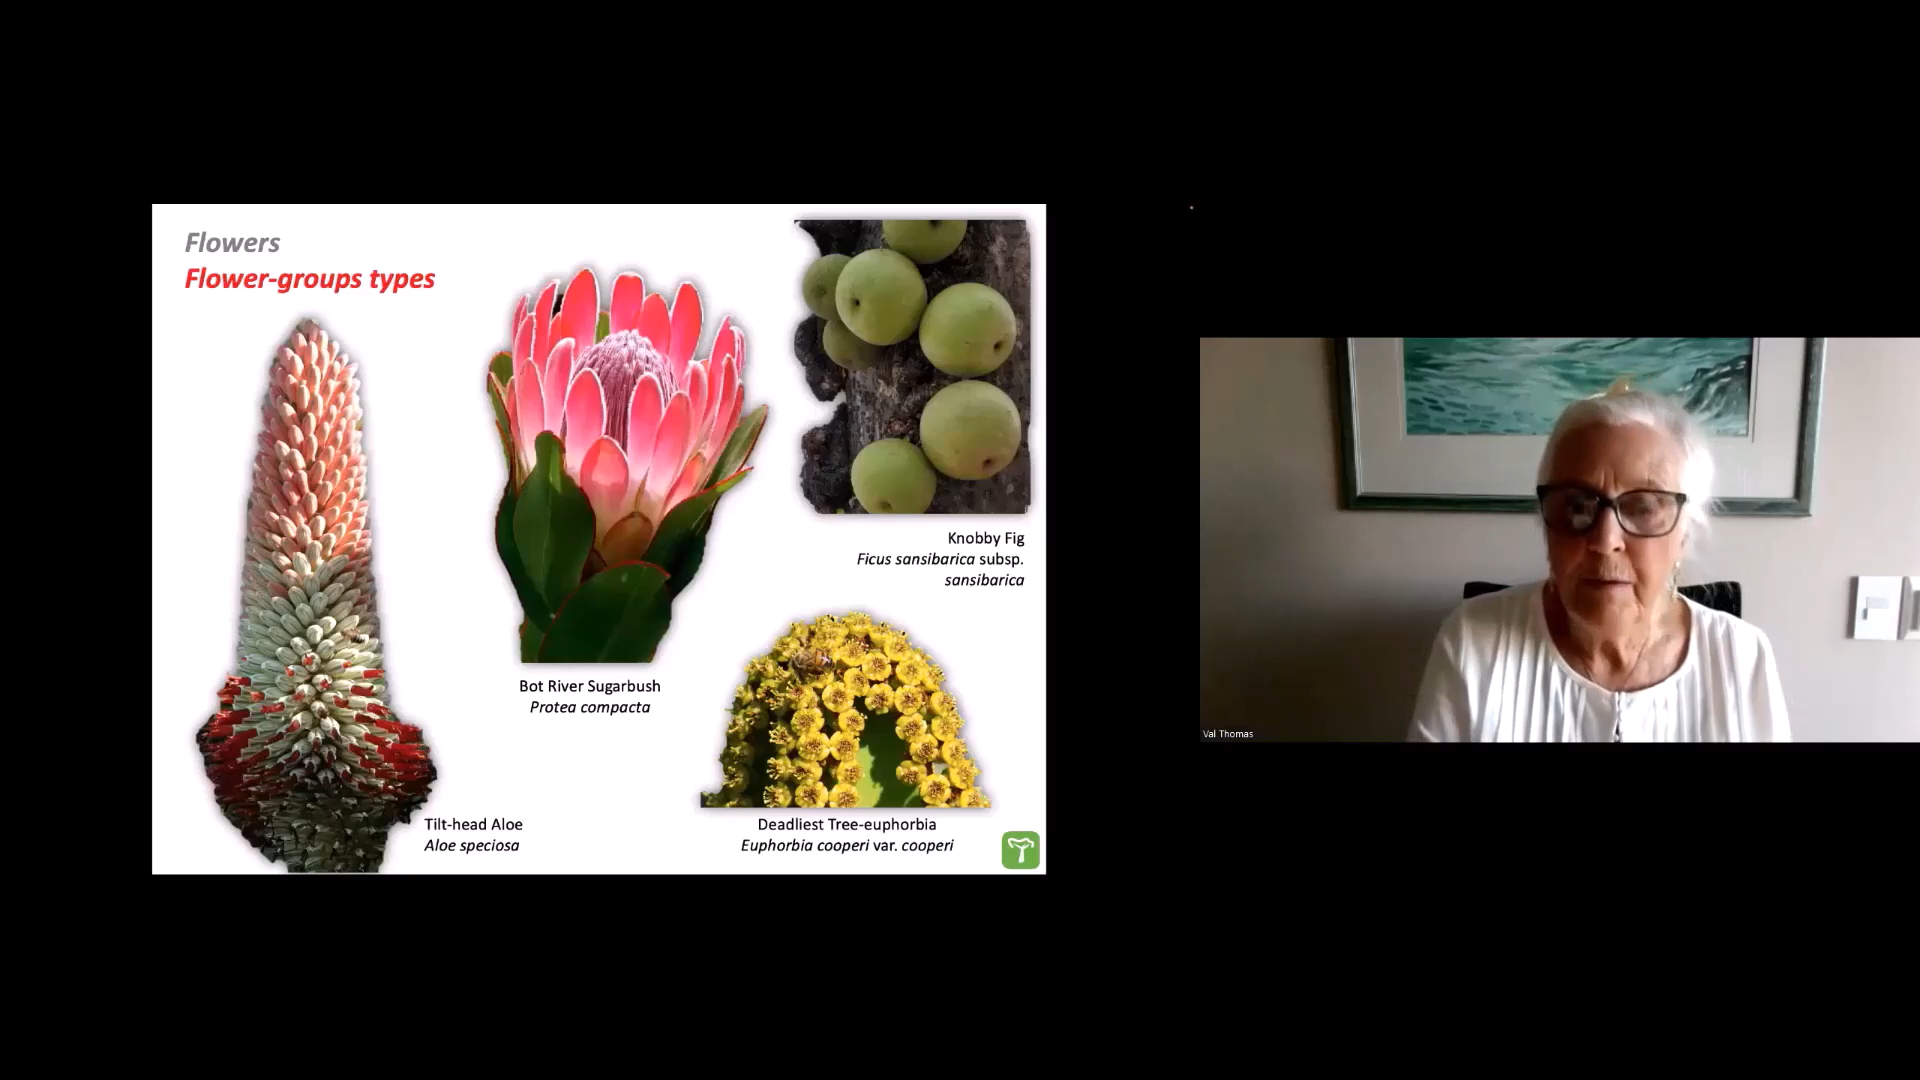 Flowers
Flower-groups types
Knobby Fig
Ficus sansibarica subsp.
sansibarica
Bot River Sugarbush
Protea compacta
Tilt-head Aloe
Aloe speciosa
Deadliest Tree-euphorbia
Euphorbia cooperi var. cooperi
Val Thomas